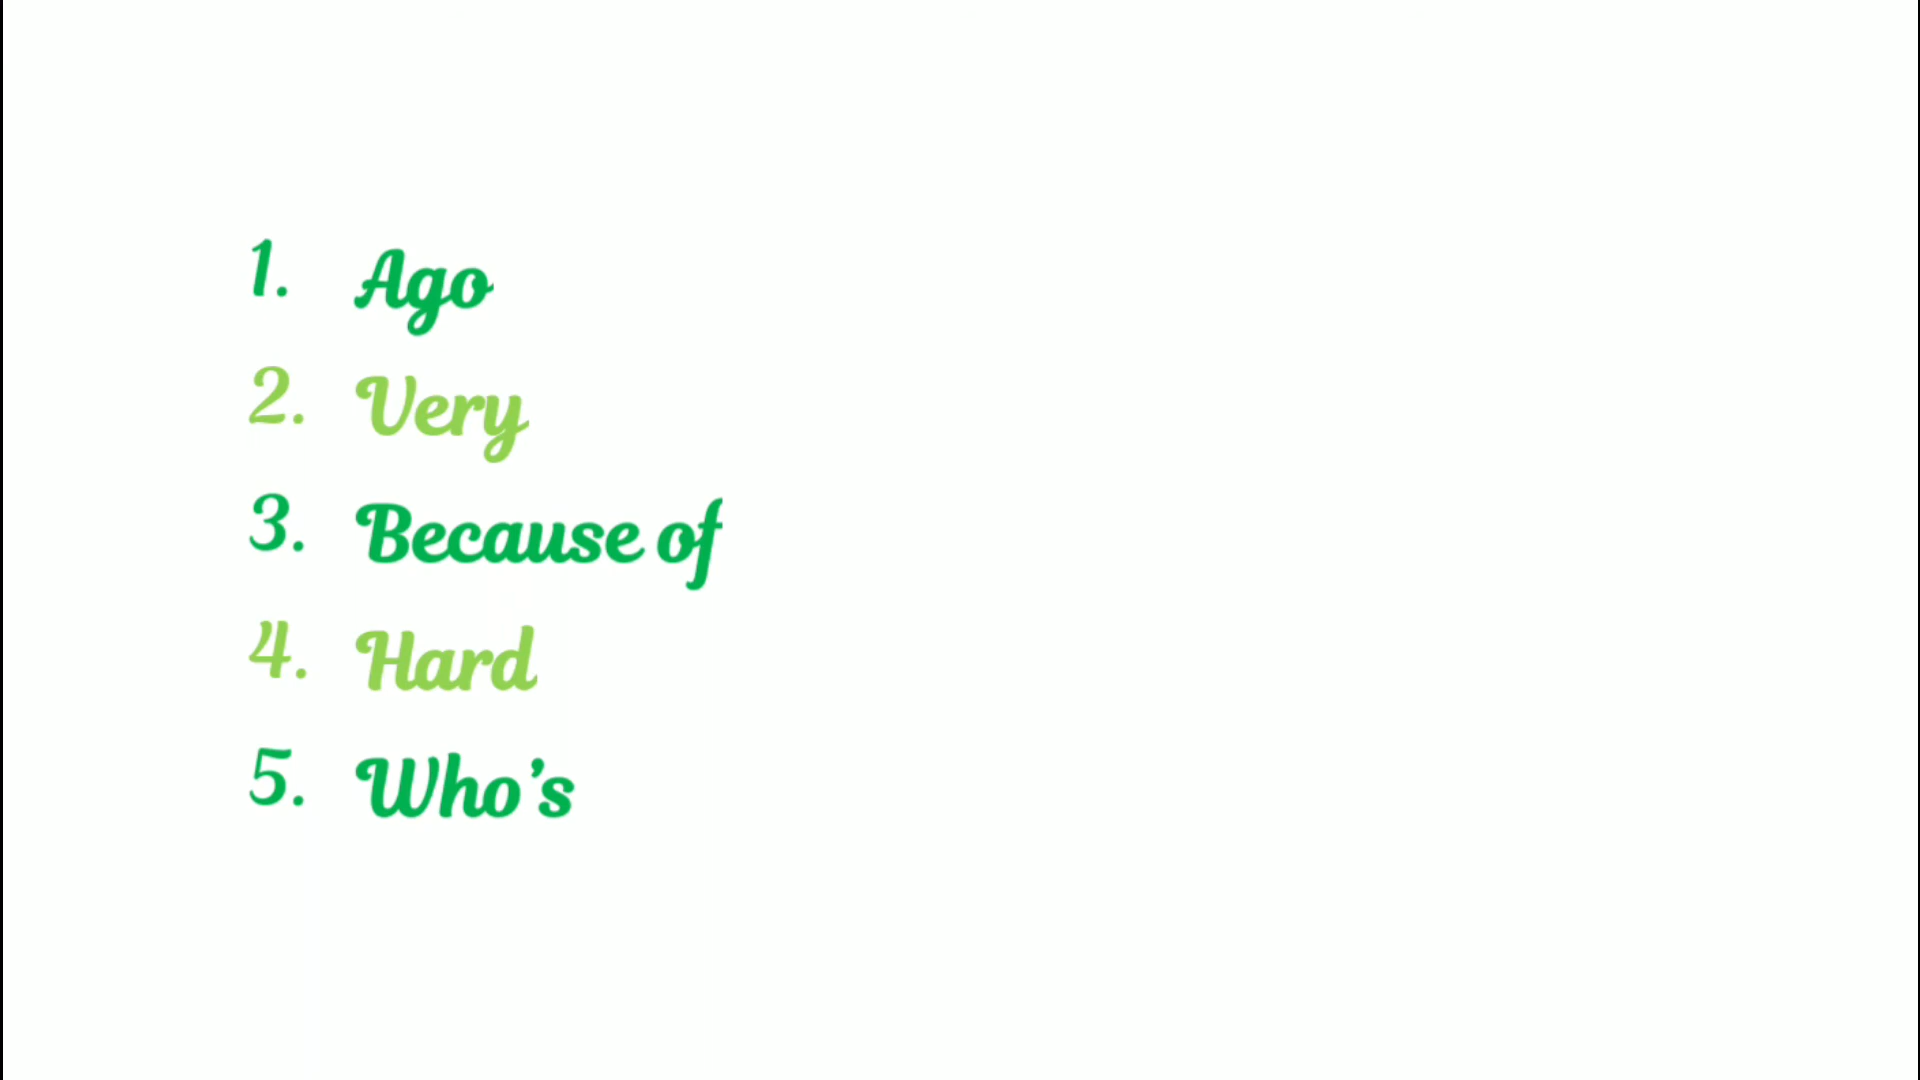 1. Ago
2. Very
3. Because of
4. Hard
5. Who's